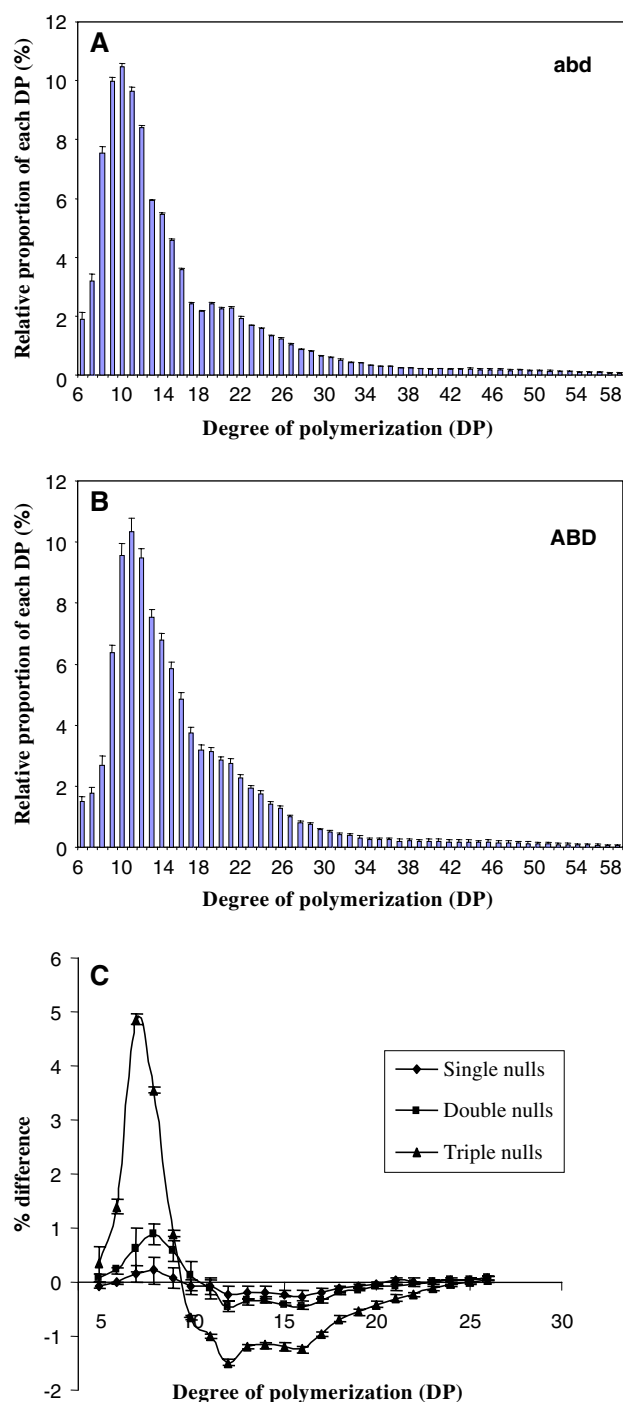 A
abd
Relative proportion of each DP (%)
12
10
8
6
4
2
0
6 10 14 18 22 26 30 34 38 42 46 50 54 58
Degree of polymerization (DP)
B
ABD
Relative proportion of each DP (%)
12
10
8
6
4
2
0
6 10 14 18 22 26 30 34 38 42 46 50 54 58
Degree of polymerization (DP)
C
% difference
6
5
4
3
2
1
0
-1
-2
Single nulls
Double nulls
Triple nulls
5 10 15 20 25 30
Degree of polymerization (DP)